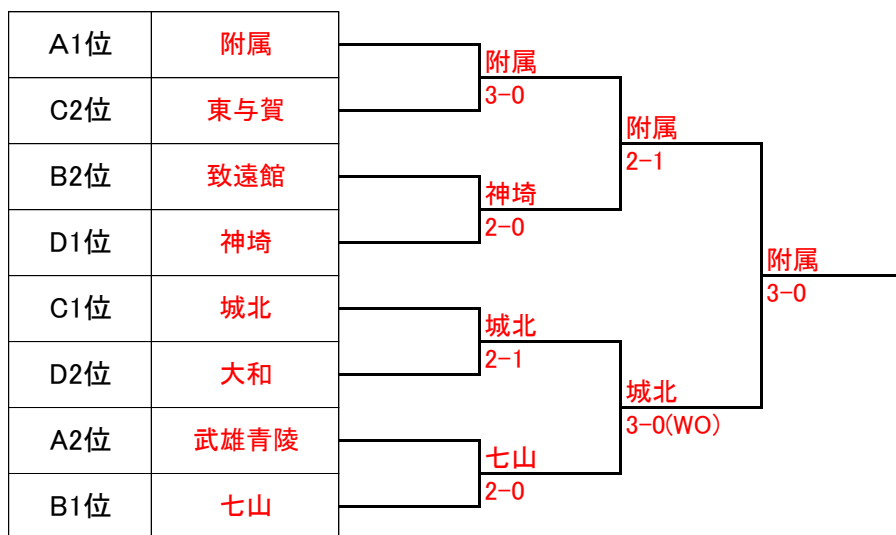 A1位 附属
C2位 東与賀
B2位 致遠館
D1位 神埼
C1位 城北
D2位 大和
A2位 武雄青陵
B1位 七山
附属
3-0
神埼
2-0
城北
2-1
七山
2-0
附属
2-1
城北
3-0(WO)
附属
3-0